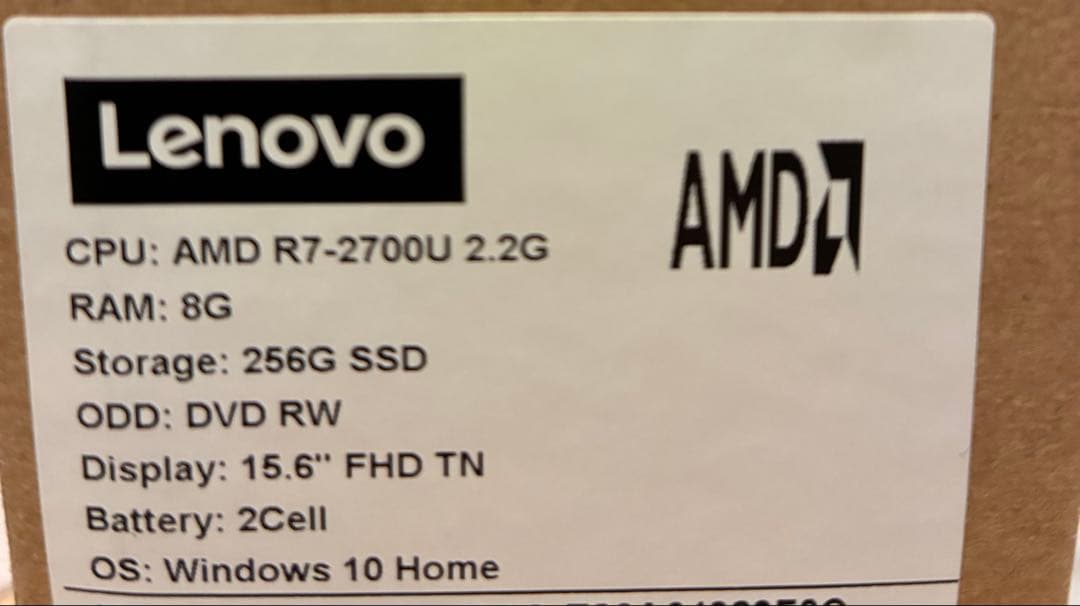 Lenovo
AMD
CPU: AMD R7-2700U 2.2G
RAM: 8G
Storage: 256G SSD
ODD: DVD RW
Display: 15.6" FHD TN
Battery: 2Cell
OS: Windows 10 Home